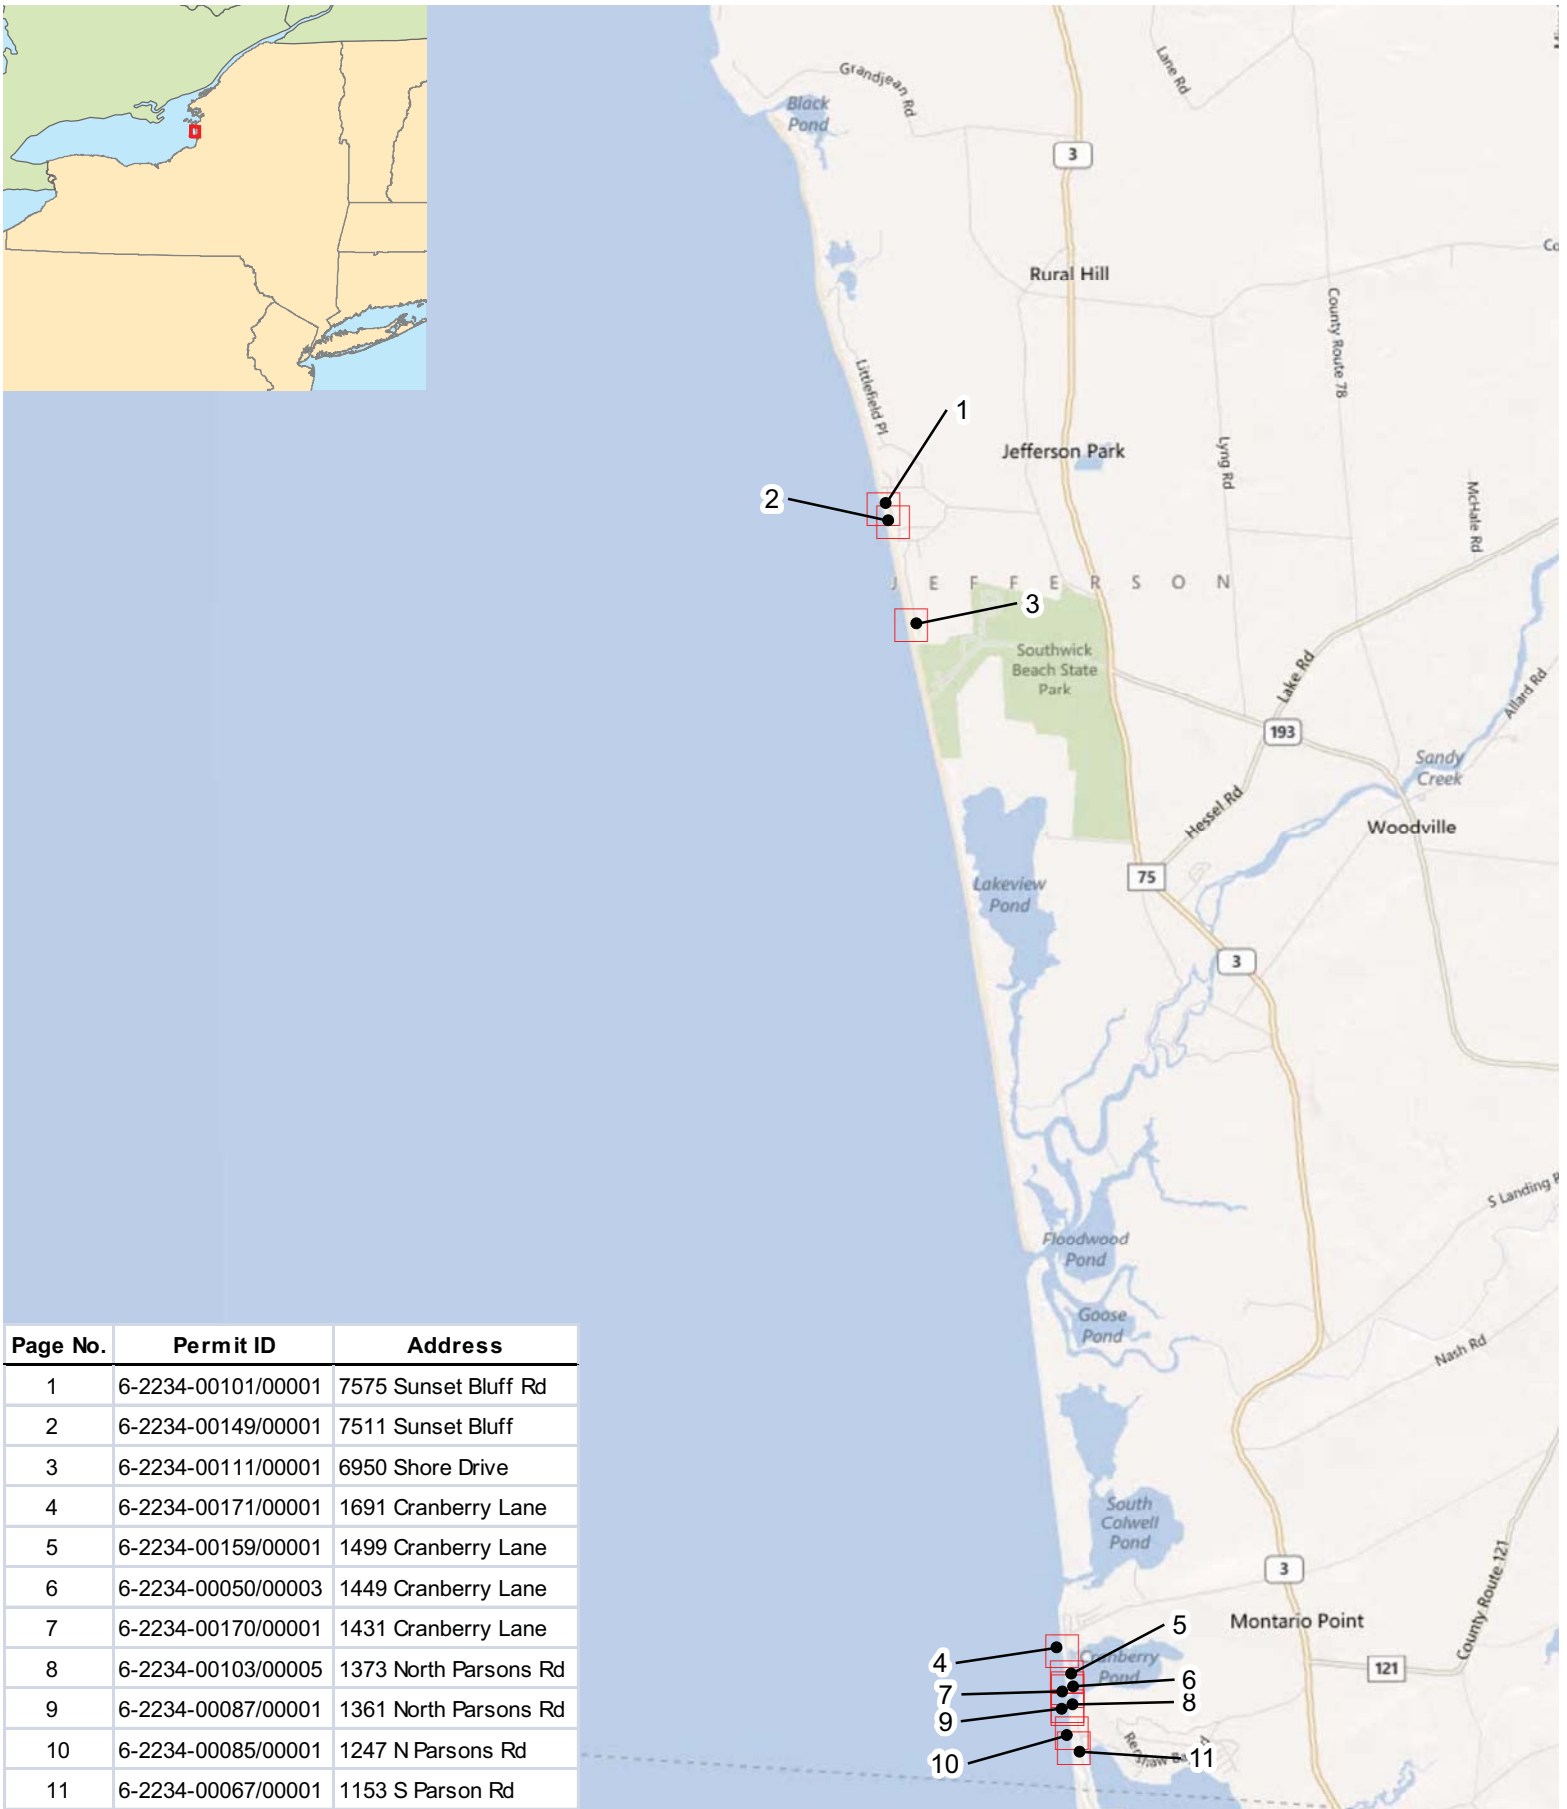 Grandjean Rd
Lane Rd
Black
Pond
3
Rural Hill
County Route 78
Littlefield Pl
1
Jefferson Park
Lyng Rd
2
McHale Rd
JEFFERSON
3
Southwick
Beach State
Park
Lake Rd
Allard Rd
193
Sandy
Creek
Hessel Rd
Woodville
75
Lakeview
Pond
3
S Landing R
Floodwood
Pond
Goose
Pond
Nash Rd
South
Colwell
Pond
3
County Route 121
Montario Point
5
4
Cranberry
Pond
121
6
7
8
9
10
11
Page No. Permit ID Address
1 6-2234-00101/00001 7575 Sunset Bluff Rd
2 6-2234-00149/00001 7511 Sunset Bluff
3 6-2234-00111/00001 6950 Shore Drive
4 6-2234-00171/00001 1691 Cranberry Lane
5 6-2234-00159/00001 1499 Cranberry Lane
6 6-2234-00050/00003 1449 Cranberry Lane
7 6-2234-00170/00001 1431 Cranberry Lane
8 6-2234-00103/00005 1373 North Parsons Rd
9 6-2234-00087/00001 1361 North Parsons Rd
10 6-2234-00085/00001 1247 N Parsons Rd
11 6-2234-00067/00001 1153 S Parson Rd